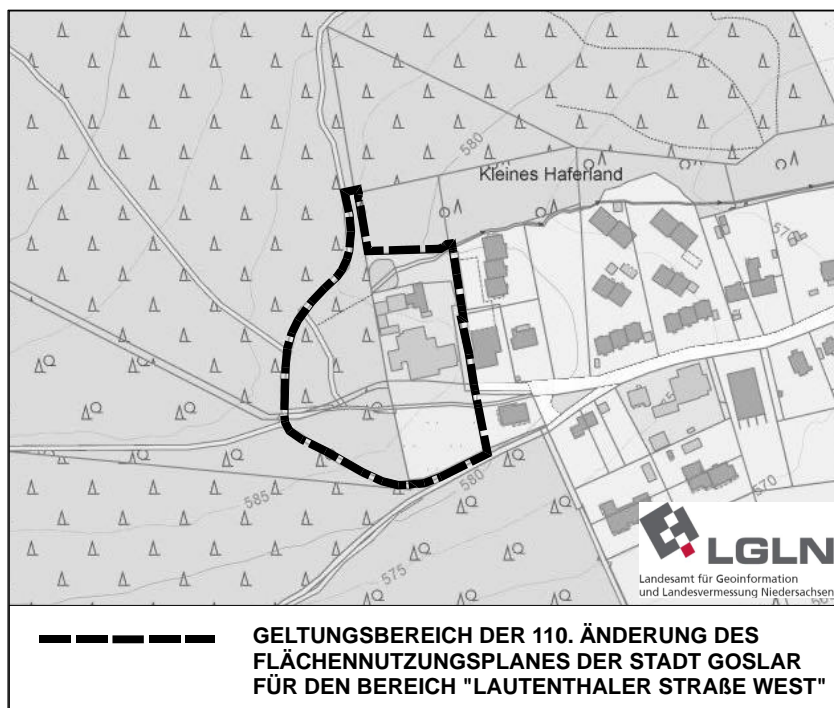 580
Kleines Haferland
570
585
580
570
575
LGLN
Landesamt für Geoinformation
und Landesvermessung Niedersachsen
GELTUNGSBEREICH DER 110. ÄNDERUNG DES
FLÄCHENNUTZUNGSPLANES DER STADT GOSLAR
FÜR DEN BEREICH "LAUTENTHALER STRAßE WEST"